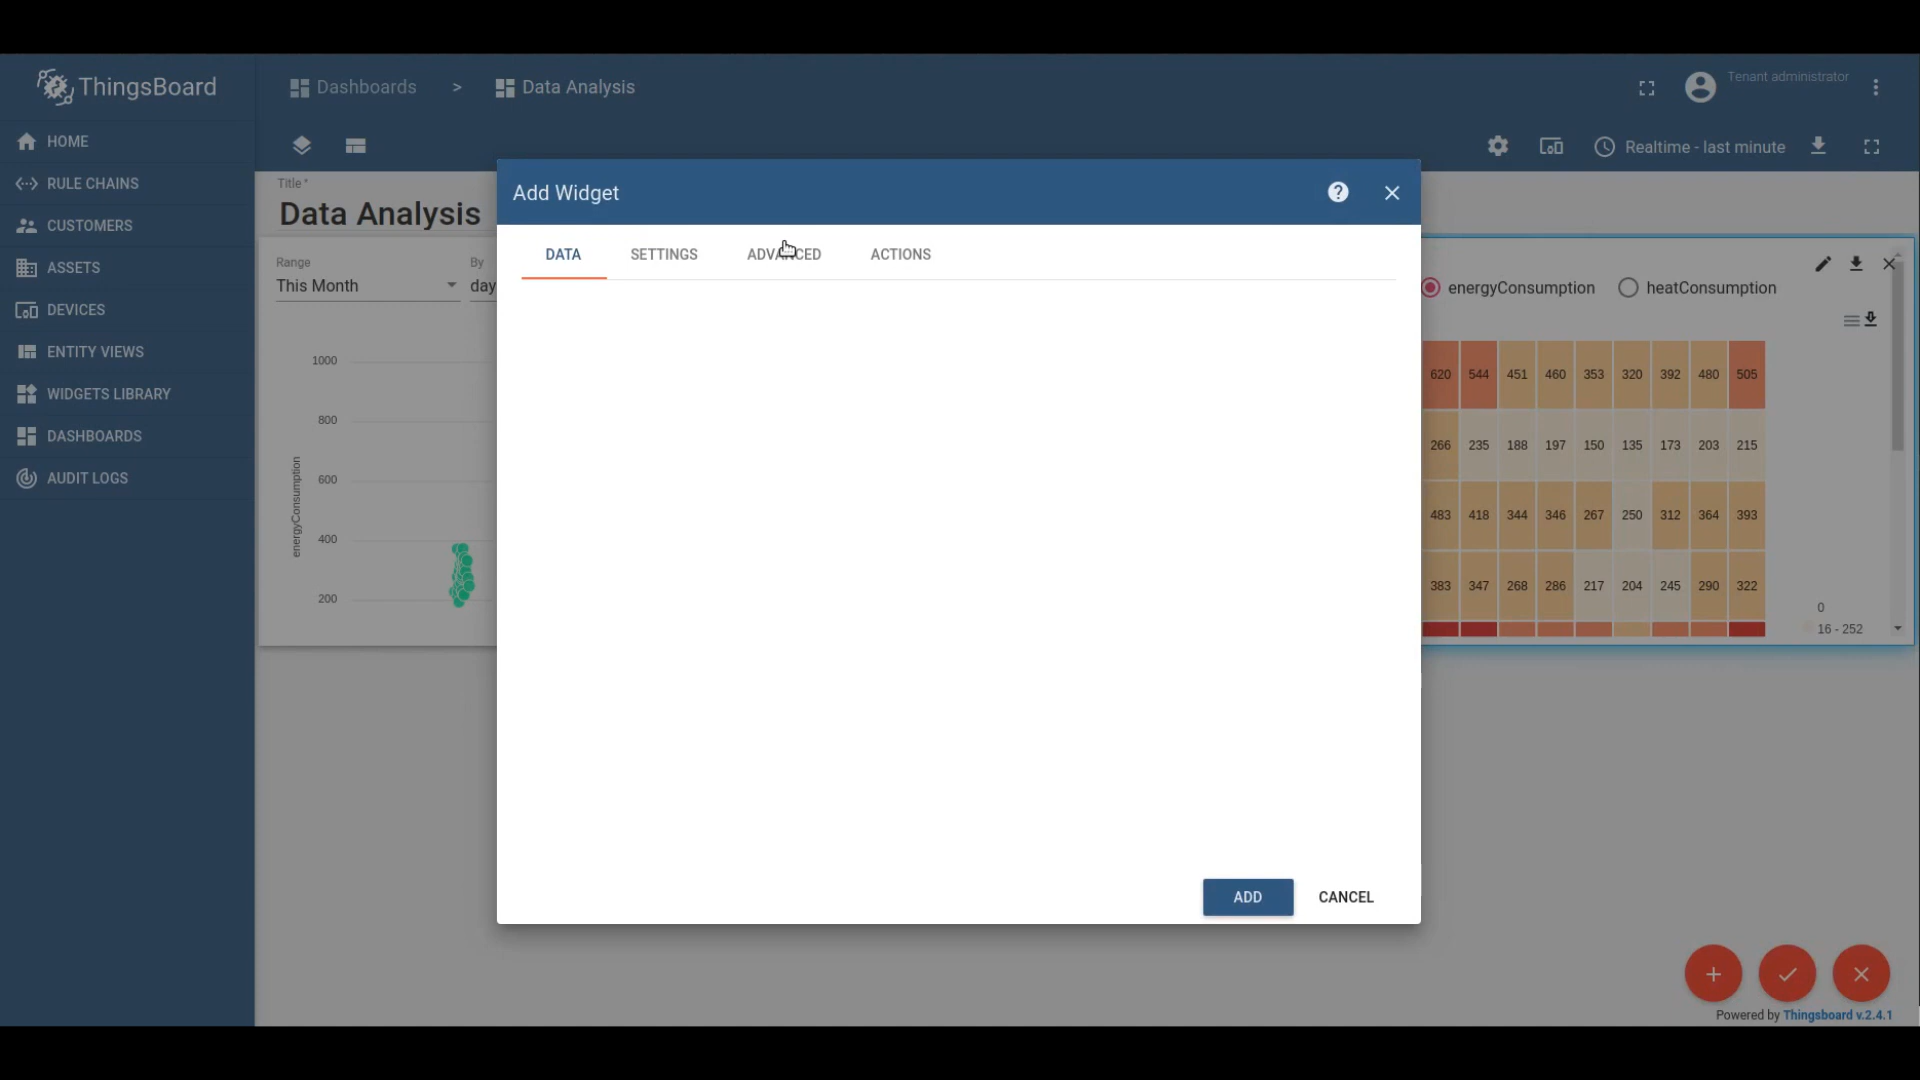 ThingsBoard
HOME
RULE CHAINS
CUSTOMERS
ASSETS
DEVICES
ENTITY VIEWS
WIDGETS LIBRARY
DASHBOARDS
AUDIT LOGS
Dashboards > Data Analysis
Tenant administrator
Realtime - last minute
Title *
Data Analysis
Range
By
This Month
day
1000
800
600
400
200
energyConsumption
Add Widget
DATA SETTINGS ADVANCED ACTIONS
ADD CANCEL
energyConsumption heatConsumption
620 544 451 460 353 320 392 480 505
266 235 188 197 150 135 173 203 215
483 418 344 346 267 250 312 364 393
383 347 268 286 217 204 245 290 322
0
16 - 252
Powered by Thingsboard v.2.4.1